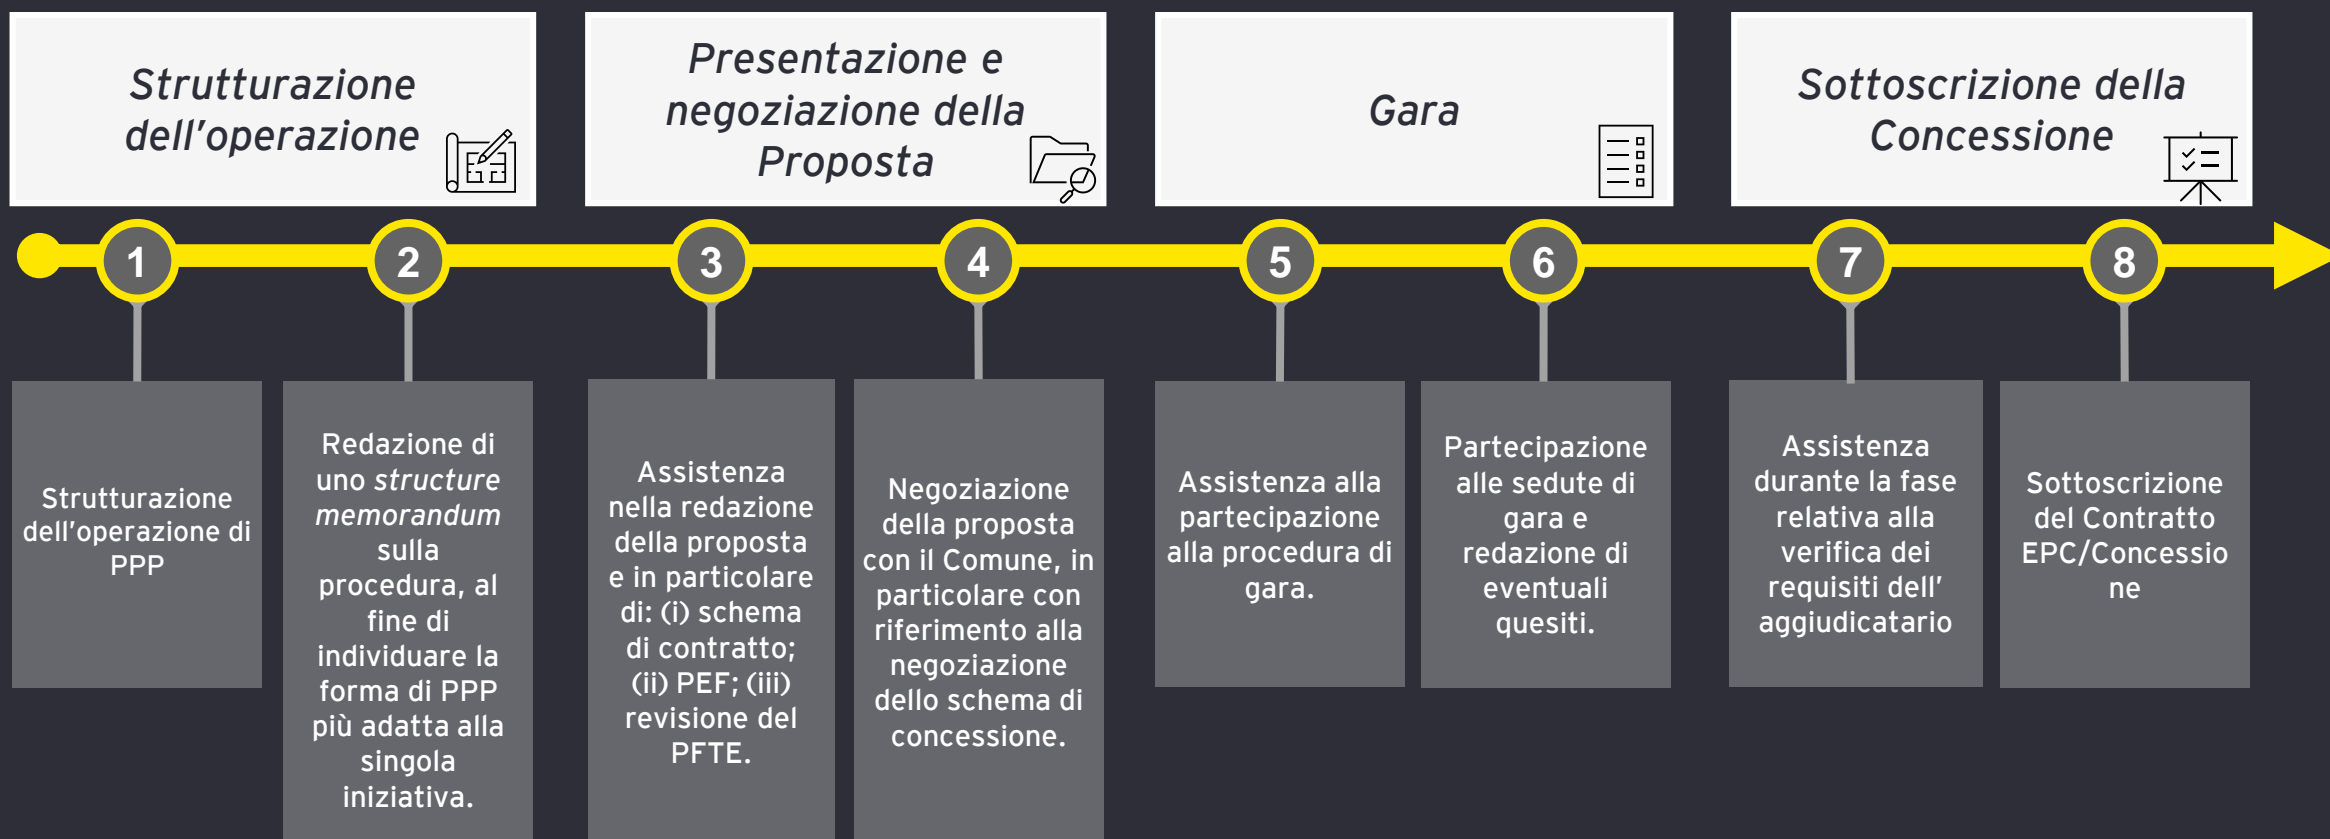 Strutturazione
dell’operazione
Presentazione e
negoziazione della
Proposta
Gara
Sottoscrizione della
Concessione
1
2
3
4
5
6
7
8
Strutturazione
dell’operazione di
PPP
Redazione di
uno structure
memorandum
sulla
procedura, al
fine di
individuare la
forma di PPP
più adatta alla
singola
iniziativa.
Assistenza
nella redazione
della proposta
e in particolare
di: (i) schema
di contratto;
(ii) PEF; (iii)
revisione del
PFTE.
Negoziazione
della proposta
con il Comune, in
particolare con
riferimento alla
negoziazione
dello schema di
concessione.
Assistenza alla
partecipazione
alla procedura di
gara.
Partecipazione
alle sedute di
gara e
redazione di
eventuali
quesiti.
Assistenza
durante la fase
relativa alla
verifica dei
requisiti dell’
aggiudicatario
Sottoscrizione
del Contratto
EPC/Concessio
ne